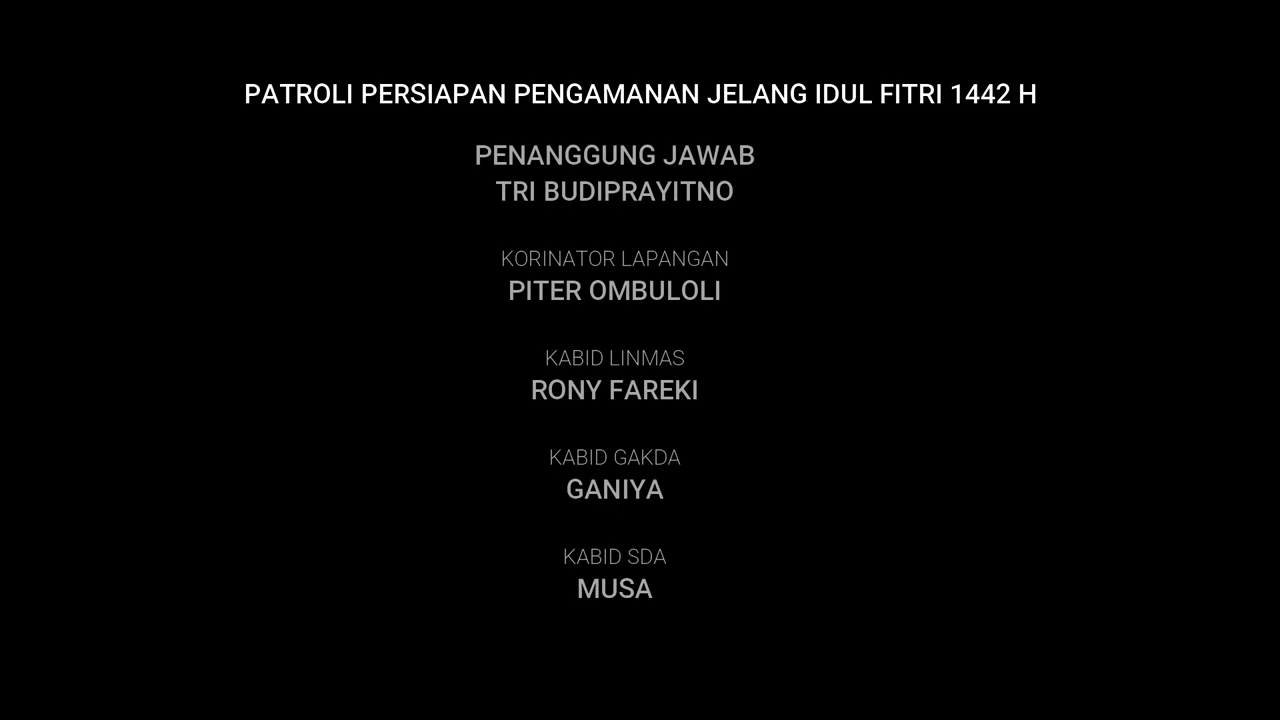 PATROLI PERSIAPAN PENGAMANAN JELANG IDUL FITRI 1442 H
PENANGGUNG JAWAB
TRI BUDIPRAYITNO
KORINATOR LAPANGAN
PITER OMBULOLI
KABID LINMAS
RONY FAREKI
KABID GAKDA
GANIYA
KABID SDA
MUSA